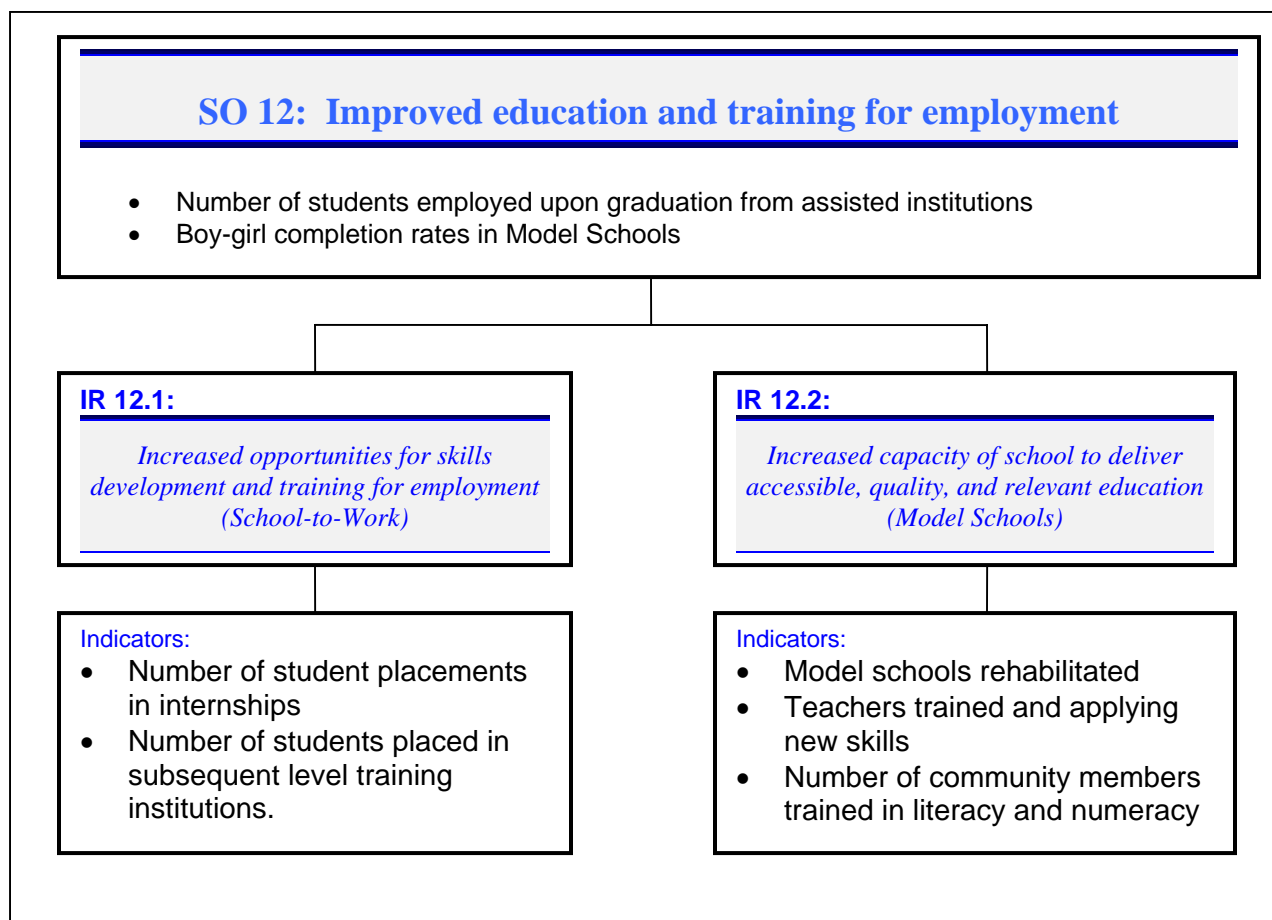 SO 12: Improved education and training for employment
• Number of students employed upon graduation from assisted institutions
• Boy-girl completion rates in Model Schools
IR 12.1:
Increased opportunities for skills
development and training for employment
(School-to-Work)
IR 12.2:
Increased capacity of school to deliver
accessible, quality, and relevant education
(Model Schools)
Indicators:
• Number of student placements
in internships
• Number of students placed in
subsequent level training
institutions.
Indicators:
• Model schools rehabilitated
• Teachers trained and applying
new skills
• Number of community members
trained in literacy and numeracy